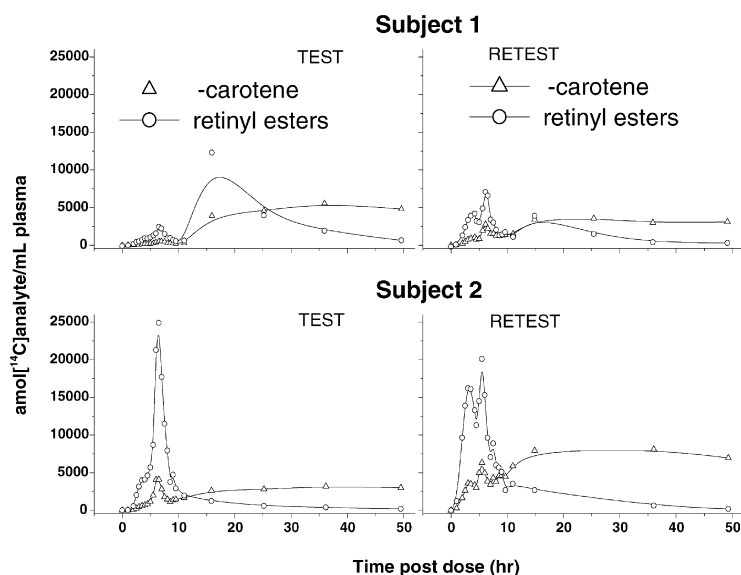 Subject 1
TEST
RETEST
-carotene
retinyl esters
-carotene
retinyl esters
25000
20000
15000
10000
5000
0
Subject 2
TEST
RETEST
25000
20000
15000
10000
5000
0
0 10 20 30 40 50
0 10 20 30 40 50
amol[¹⁴C]analyte/mL plasma
Time post dose (hr)